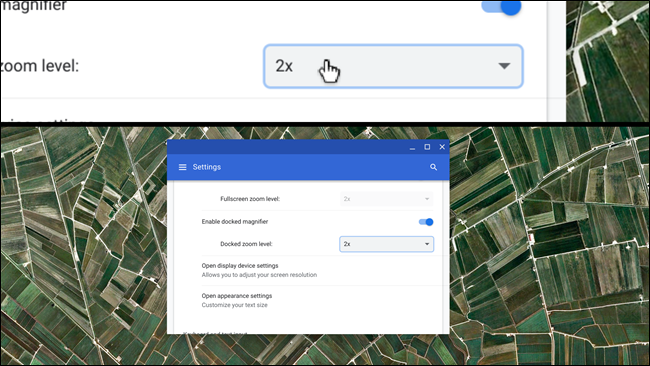 magnifier
zoom level:
2x
Settings
Fullscreen zoom level:
2x
Enable docked magnifier
Docked zoom level:
2x
Open display device settings
Allows you to adjust your screen resolution
Open appearance settings
Customize your text size